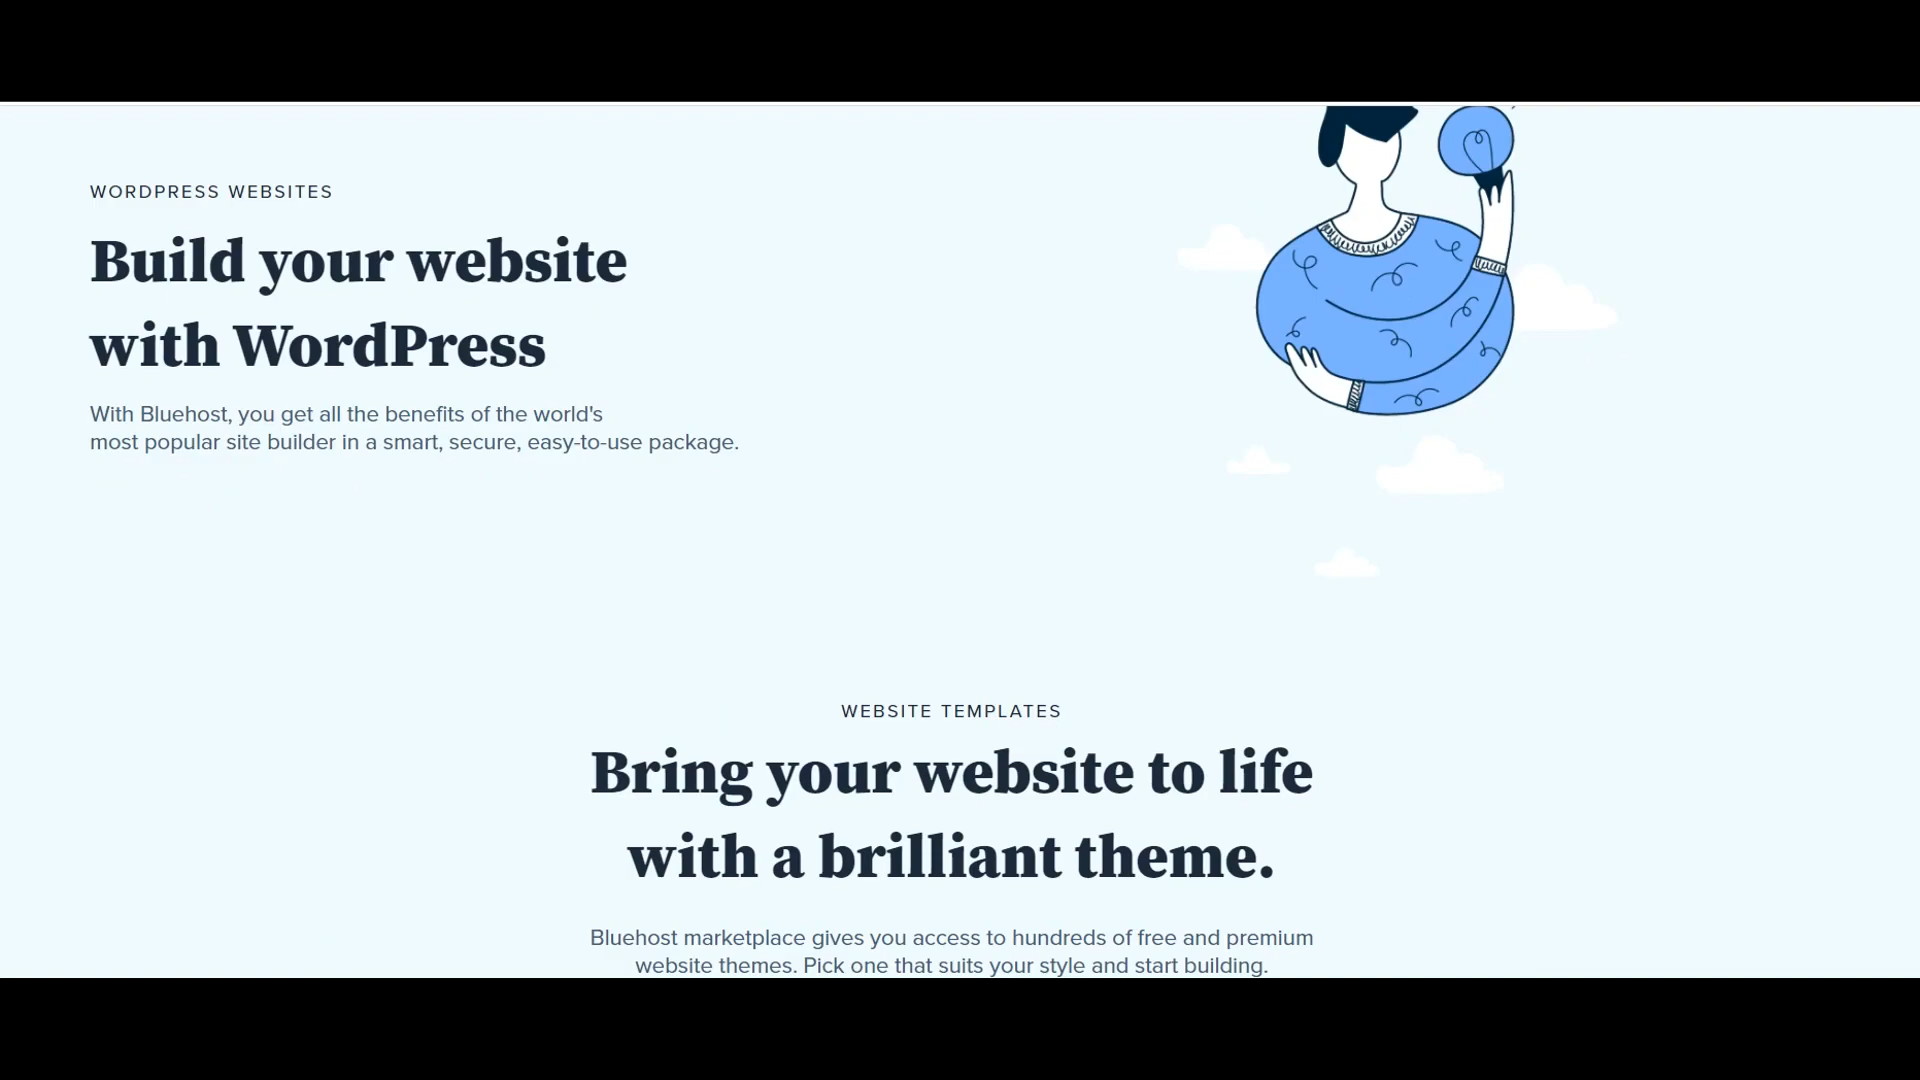 WORDPRESS WEBSITES
Build your website
with WordPress
With Bluehost, you get all the benefits of the world's
most popular site builder in a smart, secure, easy-to-use package.
WEBSITE TEMPLATES
Bring your website to life
with a brilliant theme.
Bluehost marketplace gives you access to hundreds of free and premium
website themes. Pick one that suits your style and start building.